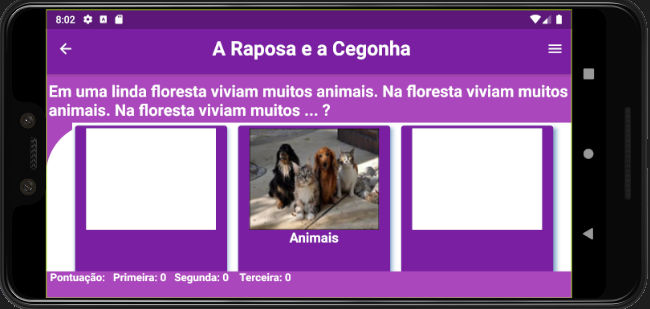 8:02
A Raposa e a Cegonha
Em uma linda floresta viviam muitos animais. Na floresta viviam muitos
animais. Na floresta viviam muitos ... ?
Animais
Pontuação: Primeira: 0 Segunda: 0 Terceira: 0